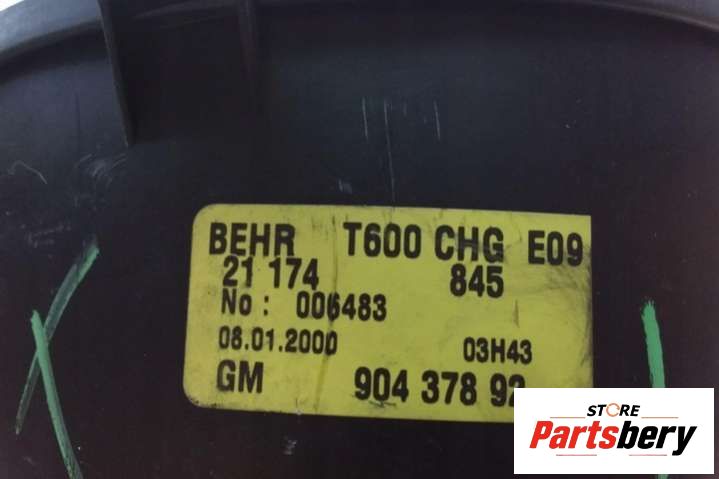 BEHR T600 CHG E09
21 174 845
No : 006483
08.01.2000 03H43
GM 904 378 92
STORE
Partsbery